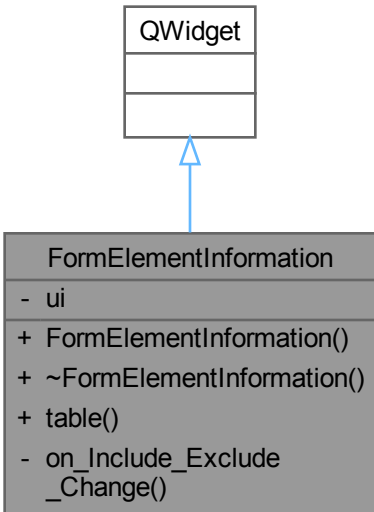 QWidget
FormElementInformation
- ui
+ FormElementInformation()
+ ~FormElementInformation()
+ table()
- on_Include_Exclude
_Change()